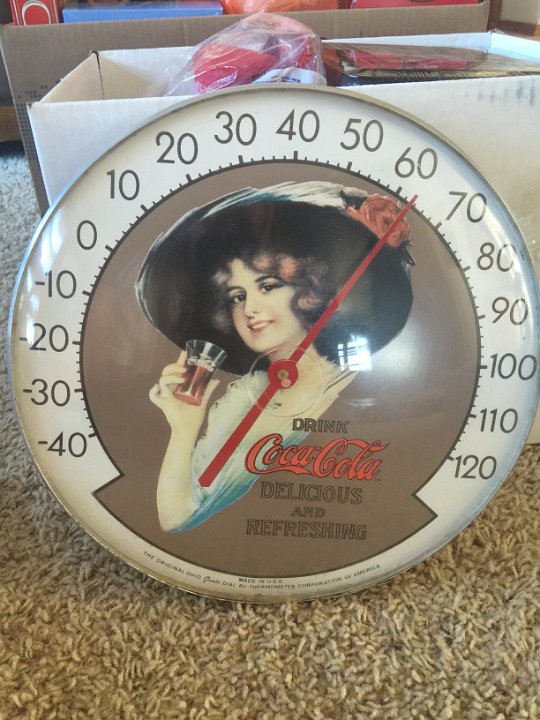 -40
-30
-20
-10
0
10
20
30
40
50
60
70
80
90
100
110
120
DRINK
Coca-Cola
DELICIOUS
AND
REFRESHING
MADE IN U.S.A.
THE ORIGINAL OHIO Jumbo DIAL BY THERMOMETER CORPORATION OF AMERICA